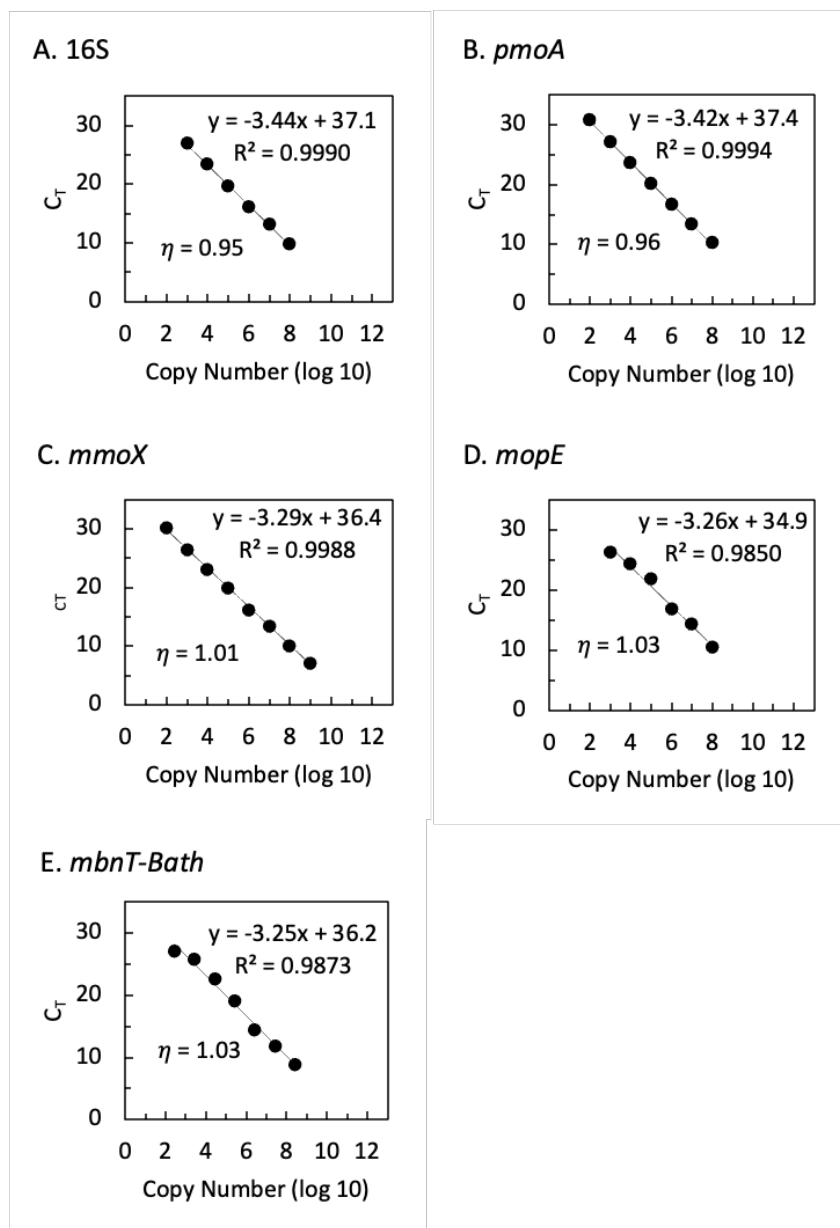 A. 16S
y = -3.44x + 37.1
R² = 0.9990
η = 0.95
30
20
10
0
C_T
0 2 4 6 8 10 12
Copy Number (log 10)
B. pmoA
y = -3.42x + 37.4
R² = 0.9994
η = 0.96
30
20
10
0
C_T
0 2 4 6 8 10 12
Copy Number (log 10)
C. mmoX
y = -3.29x + 36.4
R² = 0.9988
η = 1.01
30
20
10
0
CT
0 2 4 6 8 10 12
Copy Number (log 10)
D. mopE
y = -3.26x + 34.9
R² = 0.9850
η = 1.03
30
20
10
0
C_T
0 2 4 6 8 10 12
Copy Number (log 10)
E. mbnT-Bath
y = -3.25x + 36.2
R² = 0.9873
η = 1.03
30
20
10
0
C_T
0 2 4 6 8 10 12
Copy Number (log 10)